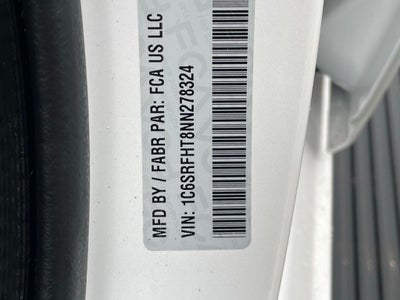 MFD BY / FABR PAR: FCA US LLC
VIN: 1C6SRFHT8NN278324